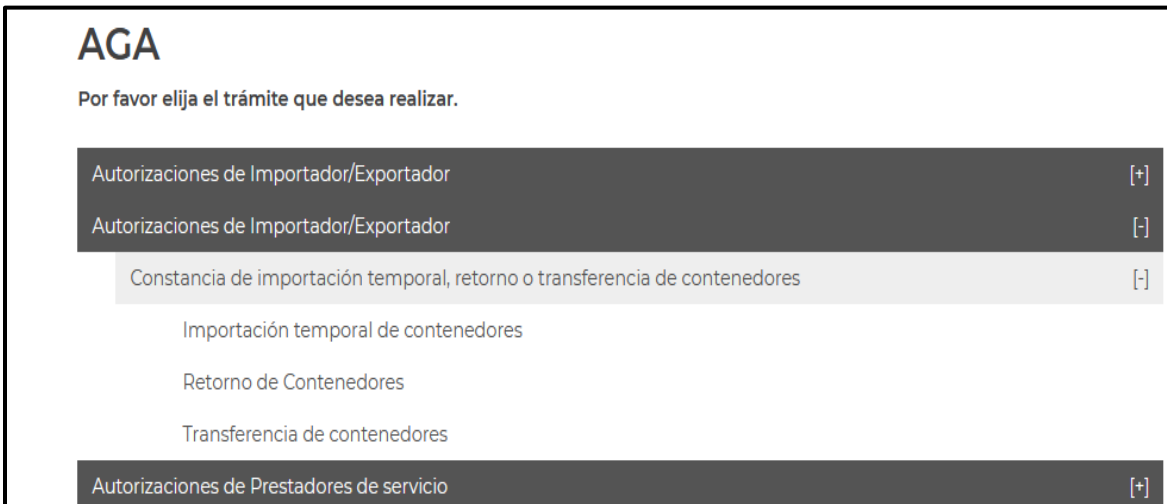 AGA
Por favor elija el trámite que desea realizar.
Autorizaciones de Importador/Exportador [+]
Autorizaciones de Importador/Exportador [-]
Constancia de importación temporal, retorno o transferencia de contenedores [-]
Importación temporal de contenedores
Retorno de Contenedores
Transferencia de contenedores
Autorizaciones de Prestadores de servicio [+]